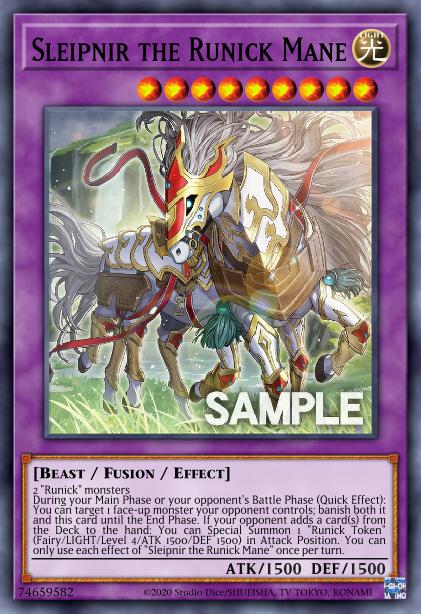 SLEIPNIR THE RUNICK MANE
LIGHT
光
SAMPLE
[BEAST / FUSION / EFFECT]
2 "Runick" monsters
During your Main Phase or your opponent's Battle Phase (Quick Effect):
You can target 1 face-up monster your opponent controls; banish both it
and this card until the End Phase. If your opponent adds a card(s) from
the Deck to the hand: You can Special Summon 1 "Runick Token"
(Fairy/LIGHT/Level 4/ATK 1500/DEF 1500) in Attack Position. You can
only use each effect of "Sleipnir the Runick Mane" once per turn.
ATK/1500 DEF/1500
74659582
©2020 Studio Dice/SHUEISHA, TV TOKYO, KONAMI